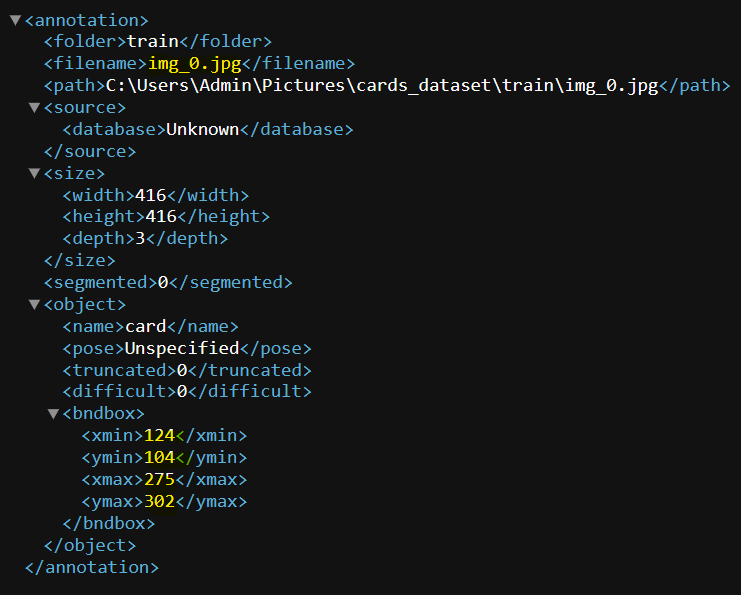 <annotation>
<folder>train</folder>
<filename>img_0.jpg</filename>
<path>C:\Users\Admin\Pictures\cards_dataset\train\img_0.jpg</path>
<source>
<database>Unknown</database>
</source>
<size>
<width>416</width>
<height>416</height>
<depth>3</depth>
</size>
<segmented>0</segmented>
<object>
<name>card</name>
<pose>Unspecified</pose>
<truncated>0</truncated>
<difficult>0</difficult>
<bndbox>
<xmin>124</xmin>
<ymin>104</ymin>
<xmax>275</xmax>
<ymax>302</ymax>
</bndbox>
</object>
</annotation>